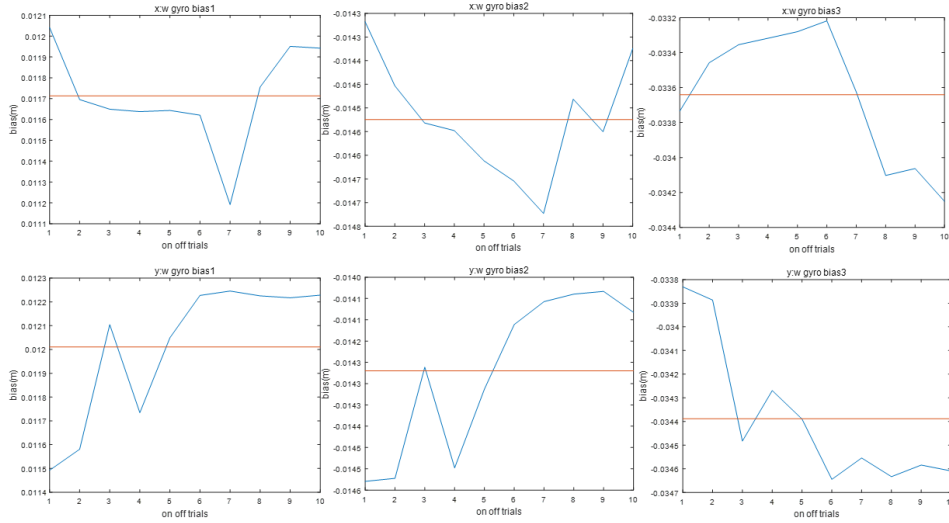 x:w gyro bias1
0.0121
0.012
0.0119
0.0118
0.0117
0.0116
0.0115
0.0114
0.0113
0.0112
0.0111
bias(m)
1 2 3 4 5 6 7 8 9 10
on off trials
x:w gyro bias2
-0.0143
-0.0143
-0.0144
-0.0145
-0.0145
-0.0146
-0.0146
-0.0147
-0.0147
-0.0148
bias(m)
1 2 3 4 5 6 7 8 9 10
on off trials
x:w gyro bias3
-0.0332
-0.0334
-0.0336
-0.0338
-0.034
-0.0342
-0.0344
bias(m)
1 2 3 4 5 6 7 8 9 10
on off trials
y:w gyro bias1
0.0123
0.0122
0.0121
0.012
0.0119
0.0118
0.0117
0.0116
0.0115
0.0114
bias(m)
1 2 3 4 5 6 7 8 9 10
on off trials
y:w gyro bias2
-0.0140
-0.0141
-0.0141
-0.0142
-0.0143
-0.0143
-0.0144
-0.0145
-0.0145
-0.0146
bias(m)
1 2 3 4 5 6 7 8 9 10
on off trials
y:w gyro bias3
-0.0338
-0.0339
-0.034
-0.0341
-0.0342
-0.0343
-0.0344
-0.0345
-0.0346
-0.0347
bias(m)
1 2 3 4 5 6 7 8 9 10
on off trials